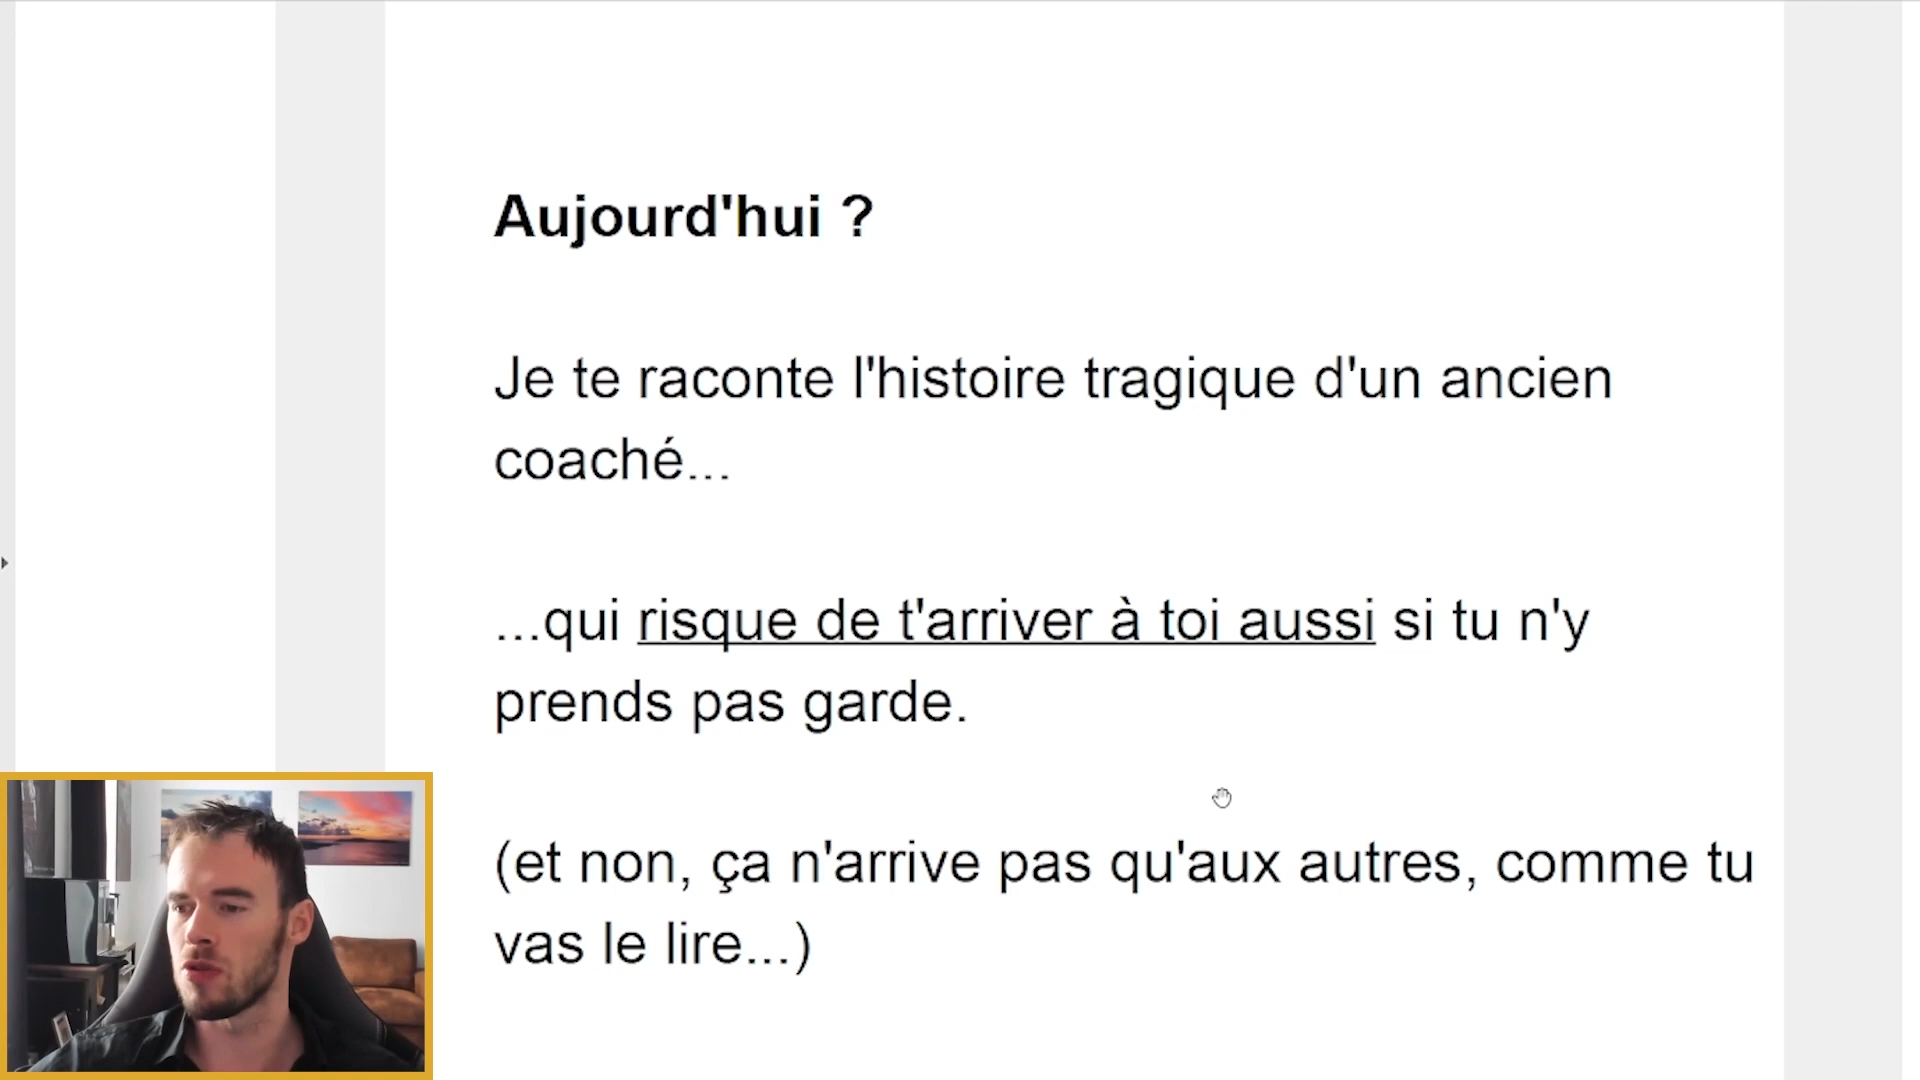 Aujourd'hui ?
Je te raconte l'histoire tragique d'un ancien
coaché...
...qui risque de t'arriver à toi aussi si tu n'y
prends pas garde.
(et non, ça n'arrive pas qu'aux autres, comme tu
vas le lire...)